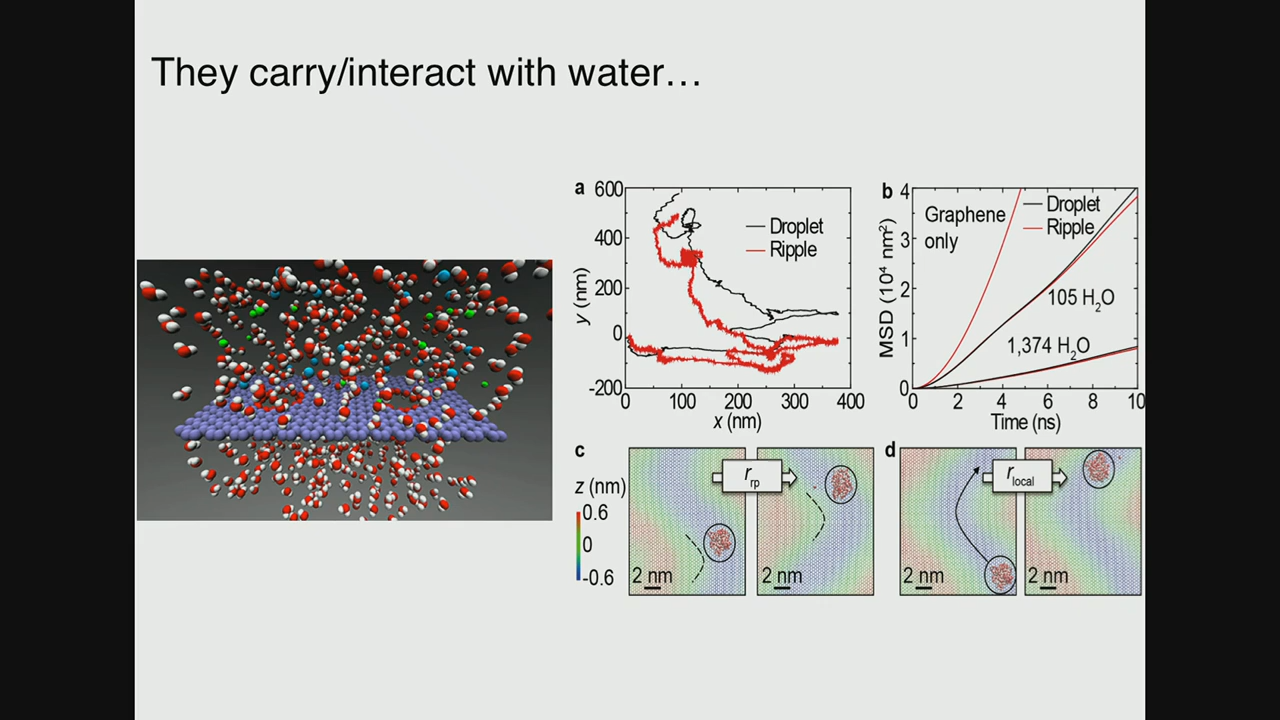 They carry/interact with water…
a
600
400
200
0
-200
y (nm)
0 100 200 300 400
x (nm)
Droplet
Ripple
b
4
3
2
1
0
MSD (10⁴ nm²)
Graphene only
Droplet
Ripple
105 H₂O
1,374 H₂O
0 2 4 6 8 10
Time (ns)
c
z (nm)
0.6
0
-0.6
r_rp
2 nm
2 nm
d
r_local
2 nm
2 nm